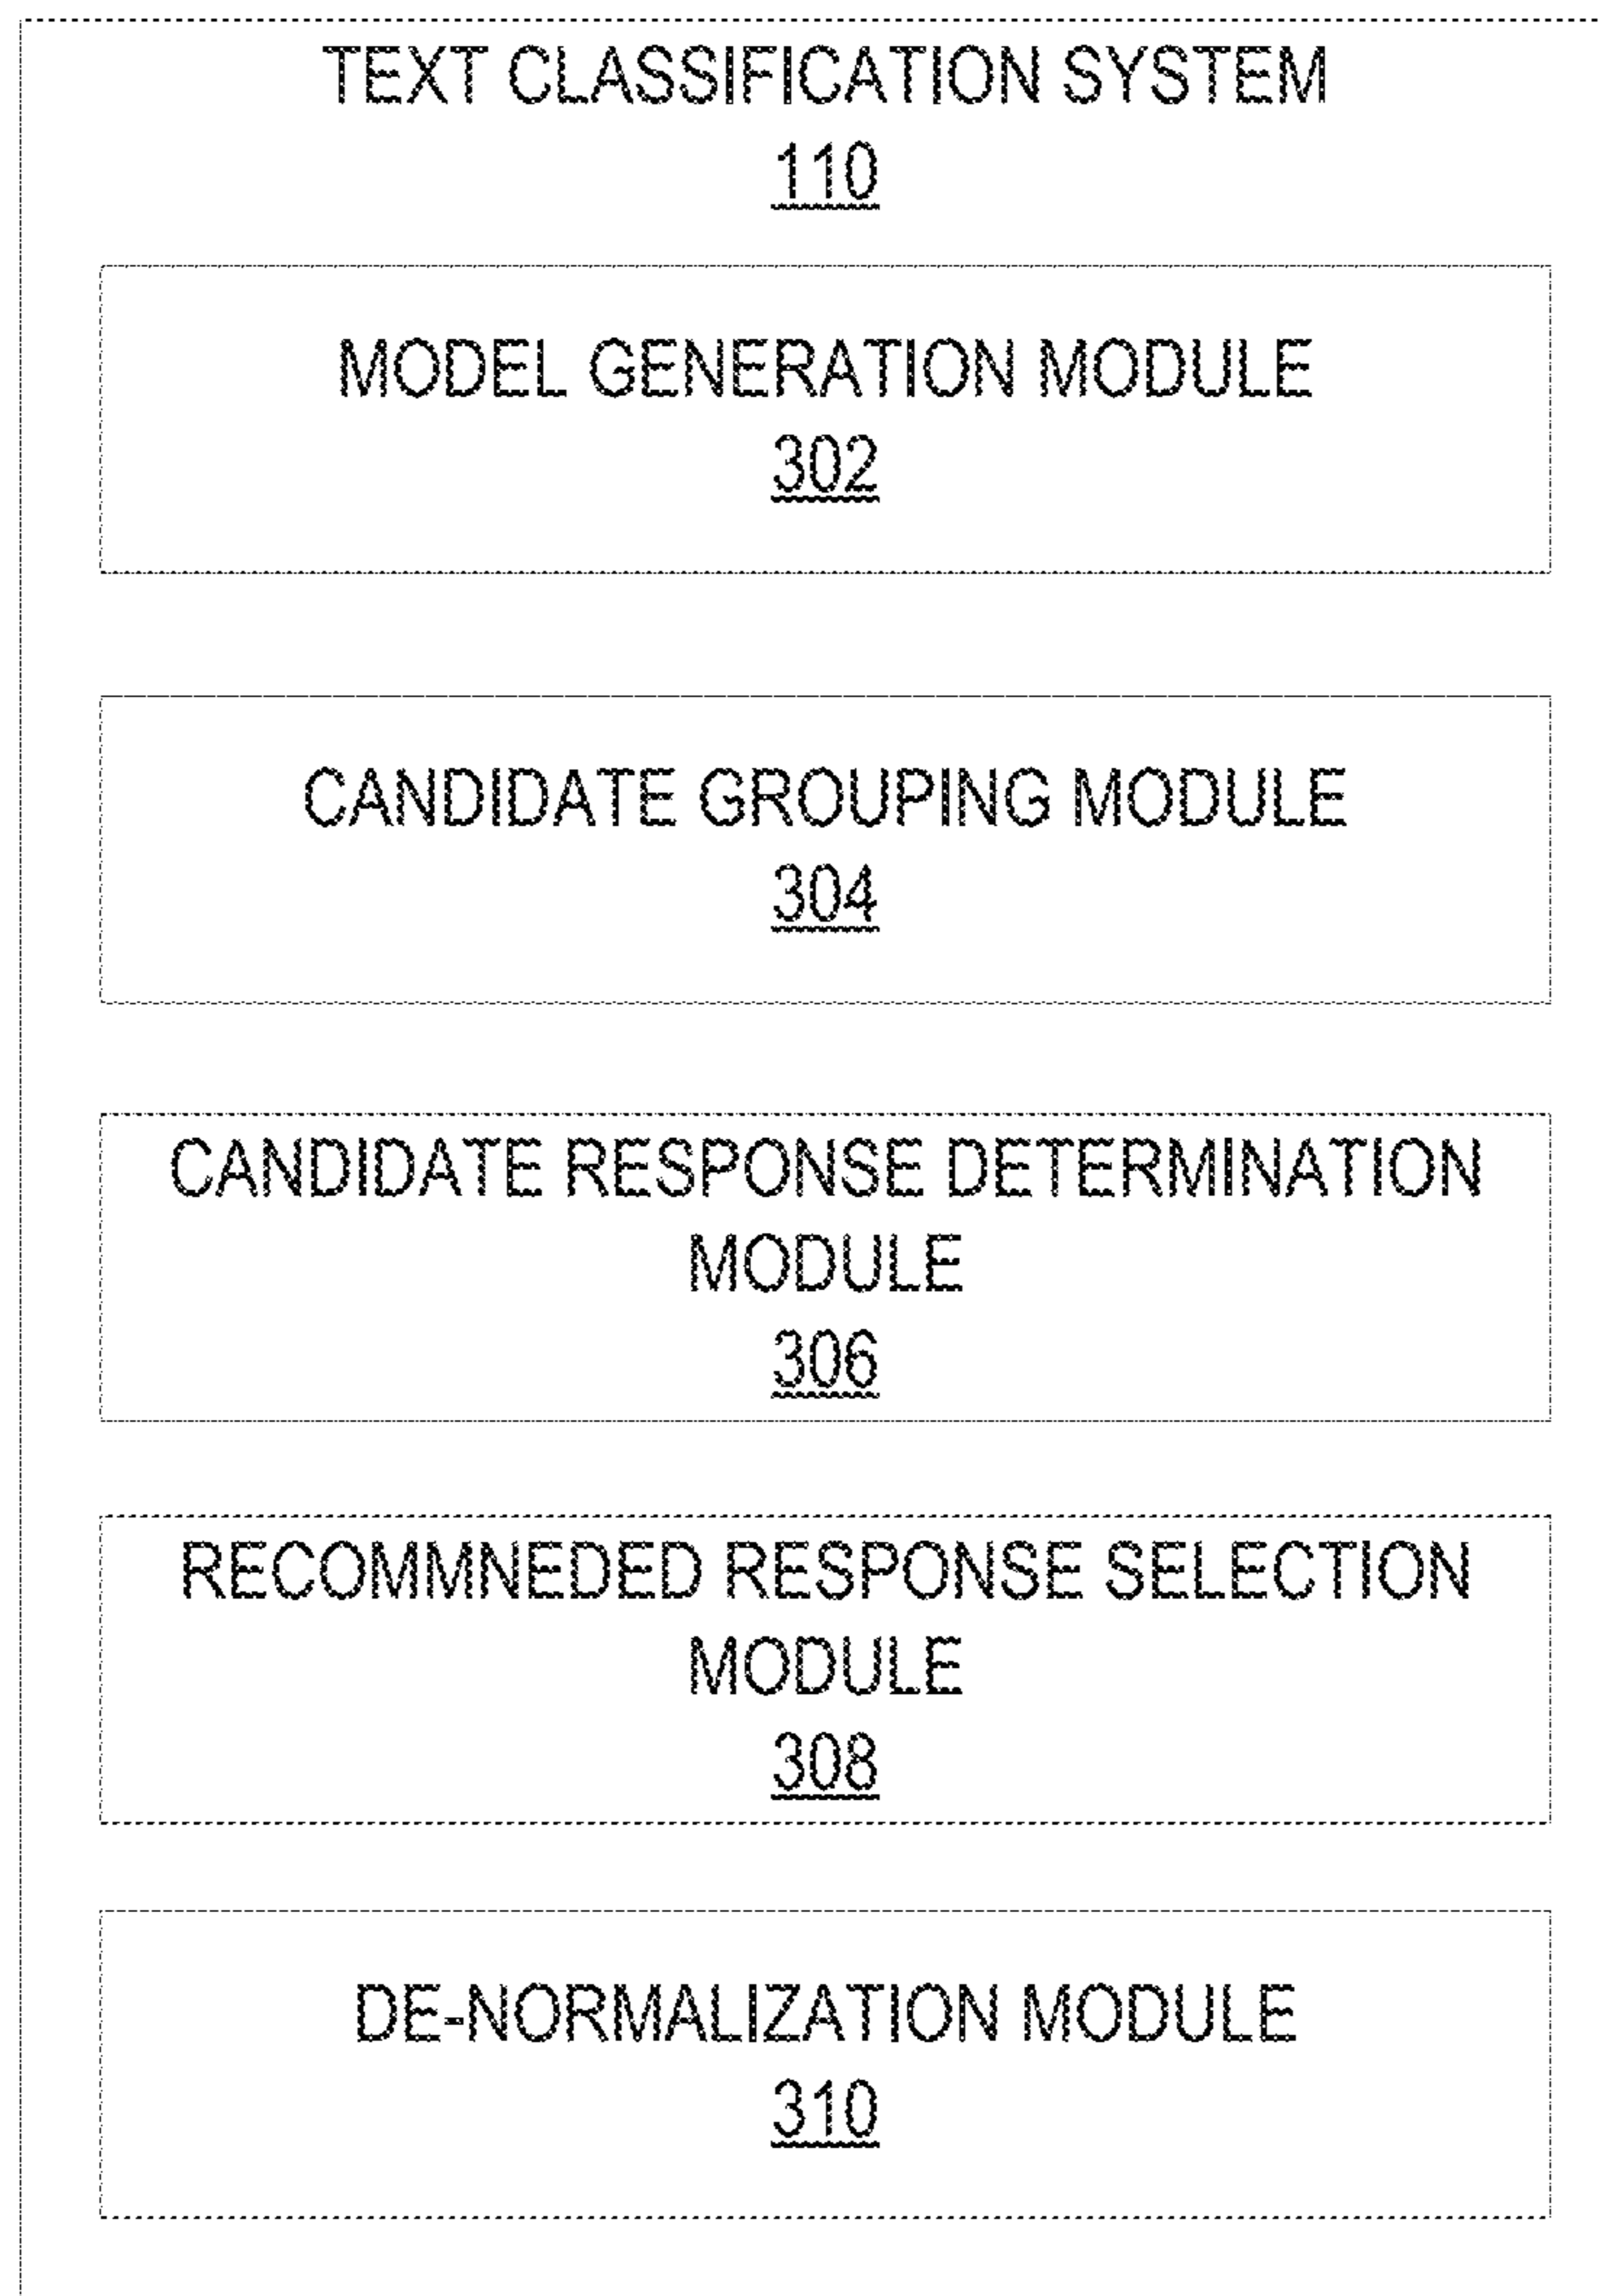 TEXT CLASSIFICATION SYSTEM
110
MODEL GENERATION MODULE
302
CANDIDATE GROUPING MODULE
304
CANDIDATE RESPONSE DETERMINATION
MODULE
306
RECOMMNEDED RESPONSE SELECTION
MODULE
308
DE-NORMALIZATION MODULE
310